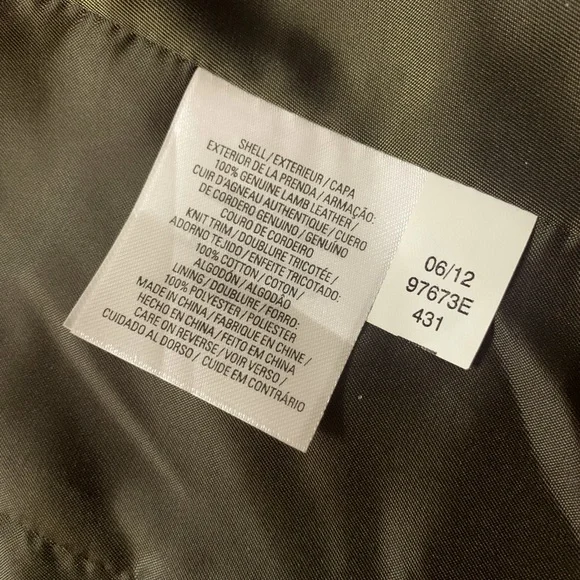 SHELL / EXTERIEUR / CAPA
EXTERIOR DE LA PRENDA / ARMAÇÃO:
100% GENUINE LAMB LEATHER /
CUIR D'AGNEAU AUTHENTIQUE / CUERO
DE CORDERO GENUINO / GENUÍNO
COURO DE CORDEIRO
KNIT TRIM / DOUBLURE TRICOTÉE /
ADORNO TEJIDO / ENFEITE TRICOTADO:
100% COTTON / COTON /
ALGODÓN / ALGODÃO
LINING / DOUBLURE / FORRO:
100% POLYESTER / POLIESTER
MADE IN CHINA / FABRIQUE EN CHINE /
HECHO EN CHINA / FEITO EM CHINA
CARE ON REVERSE / VOIR VERSO /
CUIDADO AL DORSO / CUIDE EM CONTRÁRIO
06/12
97673E
431